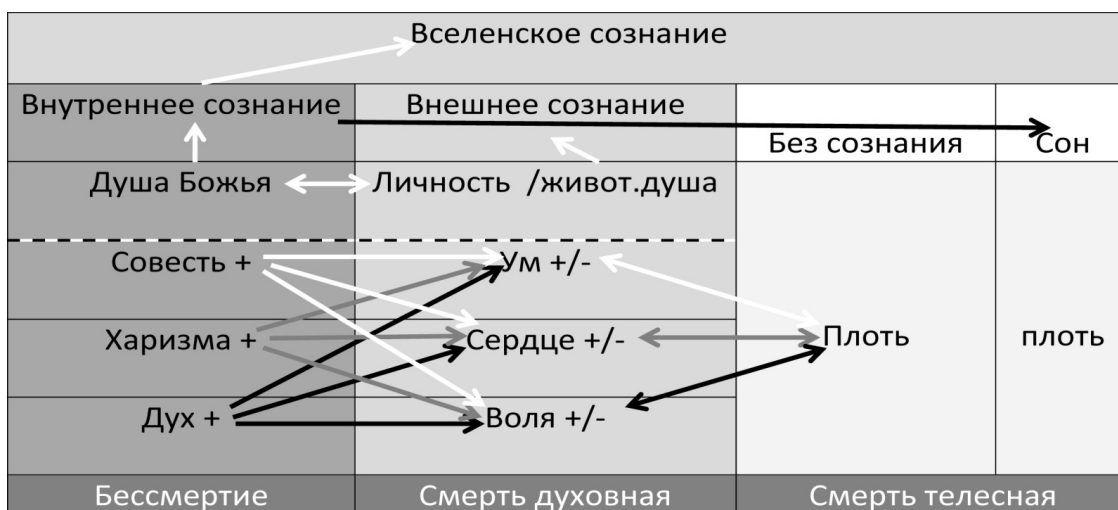 Вселенское сознание
Внутреннее сознание
Внешнее сознание
Без сознания
Сон
Душа Божья
Личность /живот.душа
Совесть +
Ум +/-
Харизма +
Сердце +/-
Плоть
плоть
Дух +
Воля +/-
Бессмертие
Смерть духовная
Смерть телесная